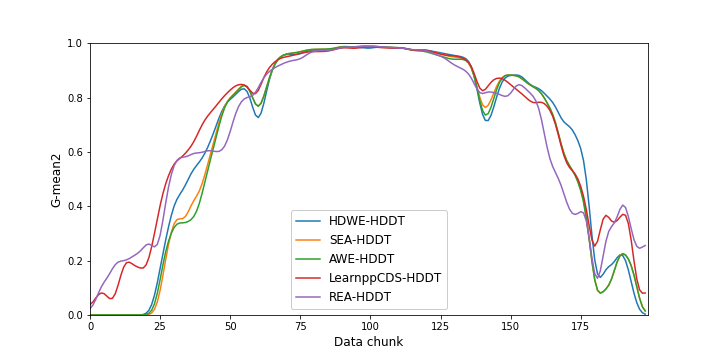 1.0
0.8
0.6
0.4
0.2
0.0
G-mean2
0 25 50 75 100 125 150 175
Data chunk
HDWE-HDDT
SEA-HDDT
AWE-HDDT
LearnppCDS-HDDT
REA-HDDT